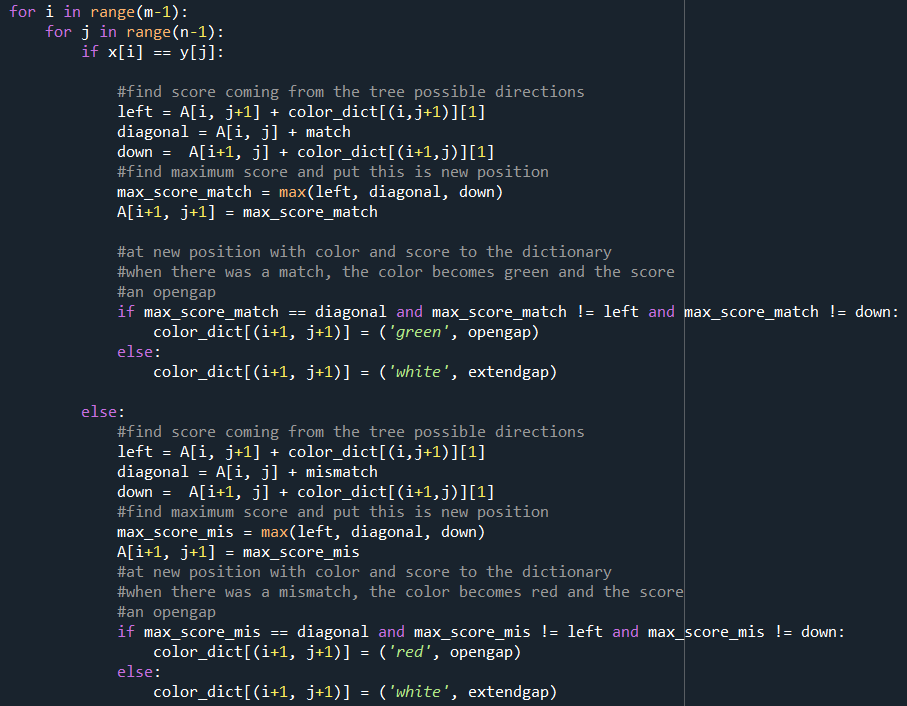 for i in range(m-1):
    for j in range(n-1):
        if x[i] == y[j]:

            #find score coming from the tree possible directions
            left = A[i, j+1] + color_dict[(i,j+1)][1]
            diagonal = A[i, j] + match
            down =  A[i+1, j] + color_dict[(i+1,j)][1]
            #find maximum score and put this is new position
            max_score_match = max(left, diagonal, down)
            A[i+1, j+1] = max_score_match

            #at new position with color and score to the dictionary
            #when there was a match, the color becomes green and the score
            #an opengap
            if max_score_match == diagonal and max_score_match != left and max_score_match != down:
                color_dict[(i+1, j+1)] = ('green', opengap)
            else:
                color_dict[(i+1, j+1)] = ('white', extendgap)

        else:
            #find score coming from the tree possible directions
            left = A[i, j+1] + color_dict[(i,j+1)][1]
            diagonal = A[i, j] + mismatch
            down =  A[i+1, j] + color_dict[(i+1,j)][1]
            #find maximum score and put this is new position
            max_score_mis = max(left, diagonal, down)
            A[i+1, j+1] = max_score_mis
            #at new position with color and score to the dictionary
            #when there was a mismatch, the color becomes red and the score
            #an opengap
            if max_score_mis == diagonal and max_score_mis != left and max_score_mis != down:
                color_dict[(i+1, j+1)] = ('red', opengap)
            else:
                color_dict[(i+1, j+1)] = ('white', extendgap)